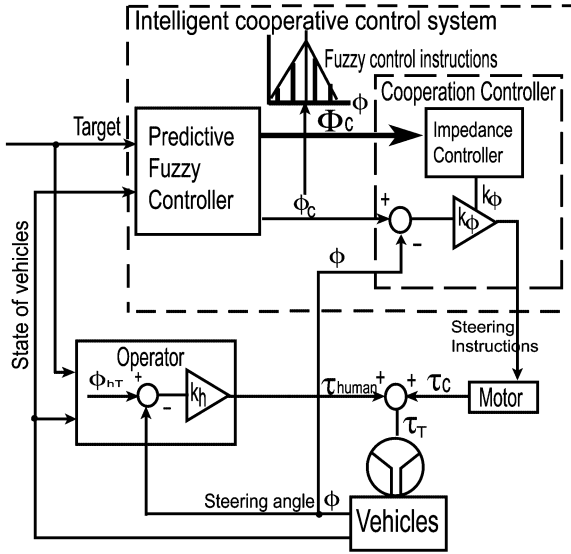 Intelligent cooperative control system
Fuzzy control instructions
ϕ
Cooperation Controller
Target
Φc
Predictive
Fuzzy
Controller
Impedance
Controller
ϕc
+
−
kϕ
kϕ
ϕ
State of vehicles
Steering
Instructions
Operator
ϕhT
+
−
kh
τhuman
+
+
τc
Motor
τT
Steering angle ϕ
Vehicles